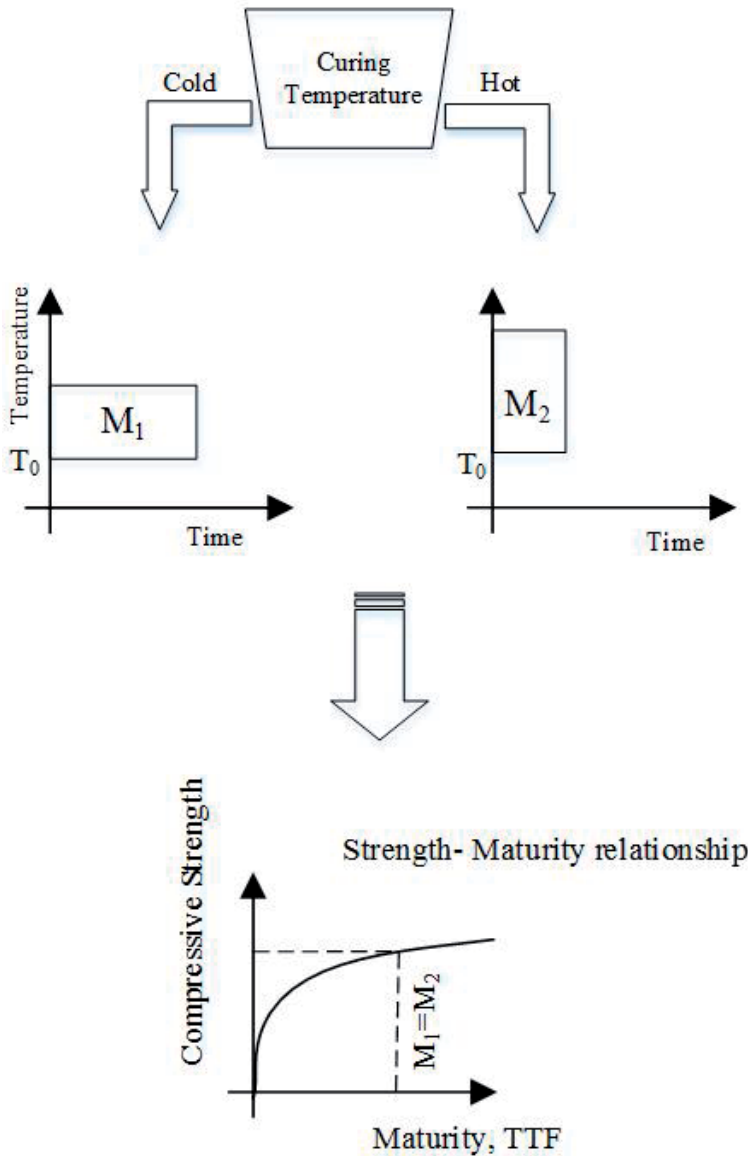 Curing
Temperature
Cold
Hot
Temperature
M₁
T₀
Time
M₂
T₀
Time
Strength- Maturity relationship
Compressive Strength
M₁=M₂
Maturity, TTF